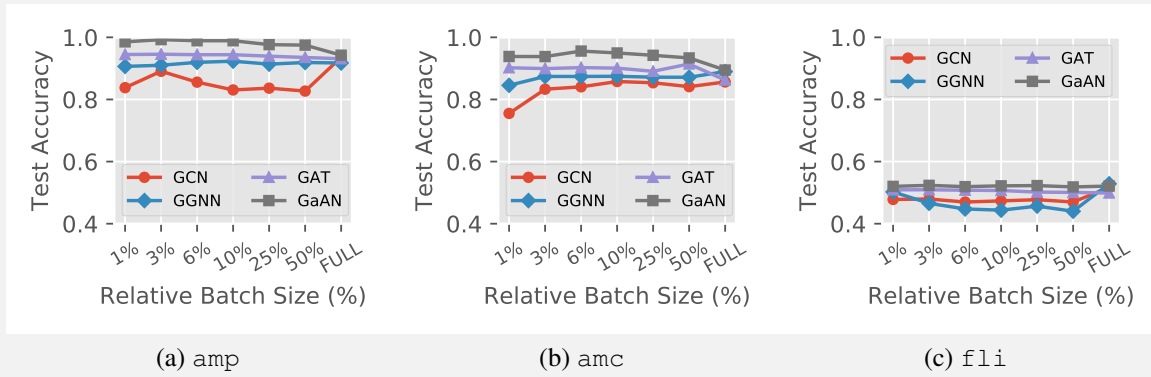 Test Accuracy
1.0
0.8
0.6
0.4
GCN
GGNN
GAT
GaAN
1%
3%
6%
10%
25%
50%
FULL
Relative Batch Size (%)
(a) amp
Test Accuracy
1.0
0.8
0.6
0.4
GCN
GGNN
GAT
GaAN
1%
3%
6%
10%
25%
50%
FULL
Relative Batch Size (%)
(b) amc
Test Accuracy
1.0
0.8
0.6
0.4
GCN
GGNN
GAT
GaAN
1%
3%
6%
10%
25%
50%
FULL
Relative Batch Size (%)
(c) fli